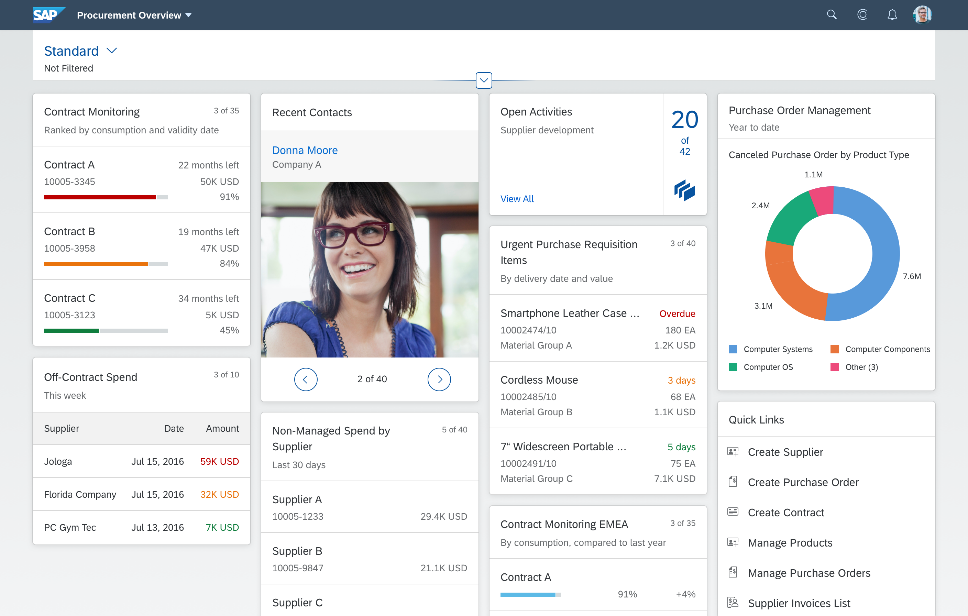 SAP Procurement Overview
Standard
Not Filtered
Contract Monitoring 3 of 35
Ranked by consumption and validity date
Contract A 22 months left
10005-3345 50K USD
91%
Contract B 19 months left
10005-3958 47K USD
84%
Contract C 34 months left
10005-3123 5K USD
45%
Off-Contract Spend 3 of 10
This week
Supplier Date Amount
Jologa Jul 15, 2016 59K USD
Florida Company Jul 15, 2016 32K USD
PC Gym Tec Jul 13, 2016 7K USD
Recent Contacts
Donna Moore
Company A
2 of 40
Non-Managed Spend by 5 of 40
Supplier
Last 30 days
Supplier A
10005-1233 29.4K USD
Supplier B
10005-9847 21.1K USD
Supplier C
Open Activities
Supplier development
20
of
42
View All
Urgent Purchase Requisition 3 of 40
Items
By delivery date and value
Smartphone Leather Case ... Overdue
10002474/10 180 EA
Material Group A 1.2K USD
Cordless Mouse 3 days
10002485/10 68 EA
Material Group B 1.1K USD
7“ Widescreen Portable ... 5 days
10002491/10 75 EA
Material Group C 7.1K USD
Contract Monitoring EMEA 3 of 35
By consumption, compared to last year
Contract A
91% +4%
Purchase Order Management
Year to date
Canceled Purchase Order by Product Type
1.1M
2.4M
7.6M
3.1M
Computer Systems Computer Components
Computer OS Other (3)
Quick Links
Create Supplier
Create Purchase Order
Create Contract
Manage Products
Manage Purchase Orders
Supplier Invoices List